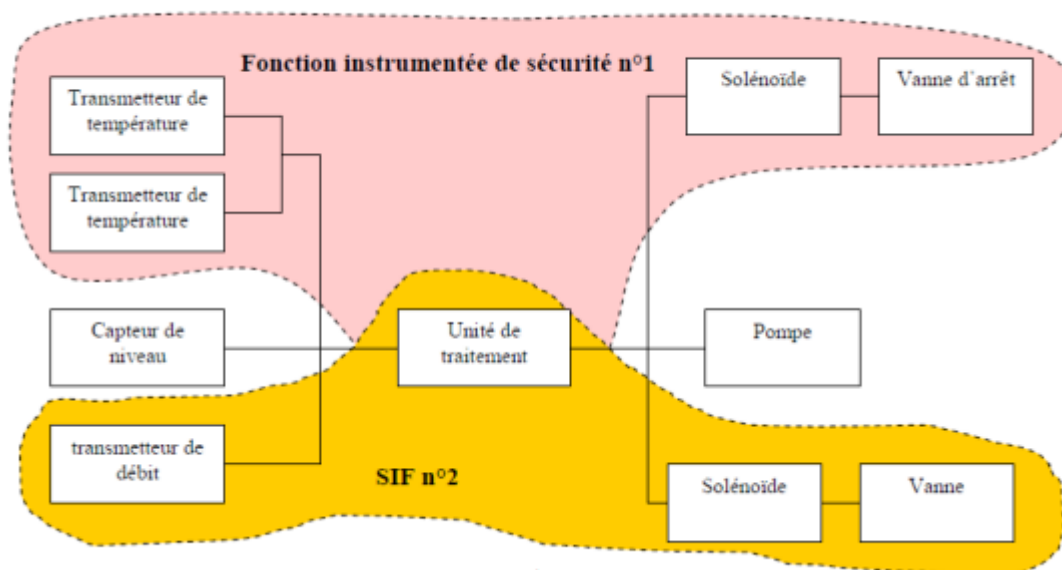 Fonction instrumentée de sécurité n°1
Transmetteur de
température
Solénoïde
Vanne d'arrêt
Transmetteur de
température
Capteur de
niveau
Unité de
traitement
Pompe
transmetteur de
débit
SIF n°2
Solénoïde
Vanne